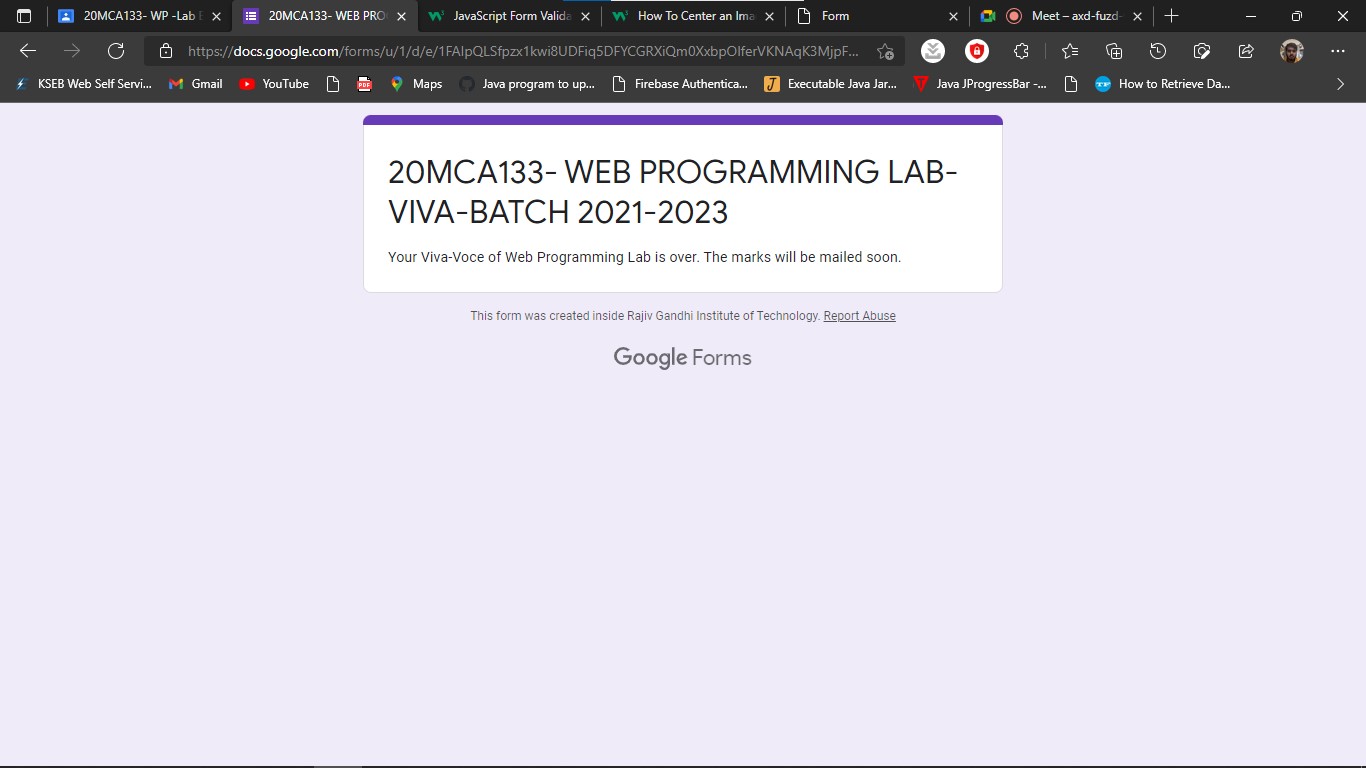 20MCA133- WP -Lab E
20MCA133- WEB PRO
JavaScript Form Valida
How To Center an Ima
Form
Meet – axd-fuzd-
https://docs.google.com/forms/u/1/d/e/1FAIpQLSfpzx1kwi8UDFiq5DFYCGRXiQm0XxbpOIferVKNAqK3MjpF...
KSEB Web Self Servi...
Gmail
YouTube
PDF
Maps
Java program to up...
Firebase Authentica...
Executable Java Jar...
Java JProgressBar -...
How to Retrieve Da...
20MCA133- WEB PROGRAMMING LAB-
VIVA-BATCH 2021-2023
Your Viva-Voce of Web Programming Lab is over. The marks will be mailed soon.
This form was created inside Rajiv Gandhi Institute of Technology. Report Abuse
Google Forms